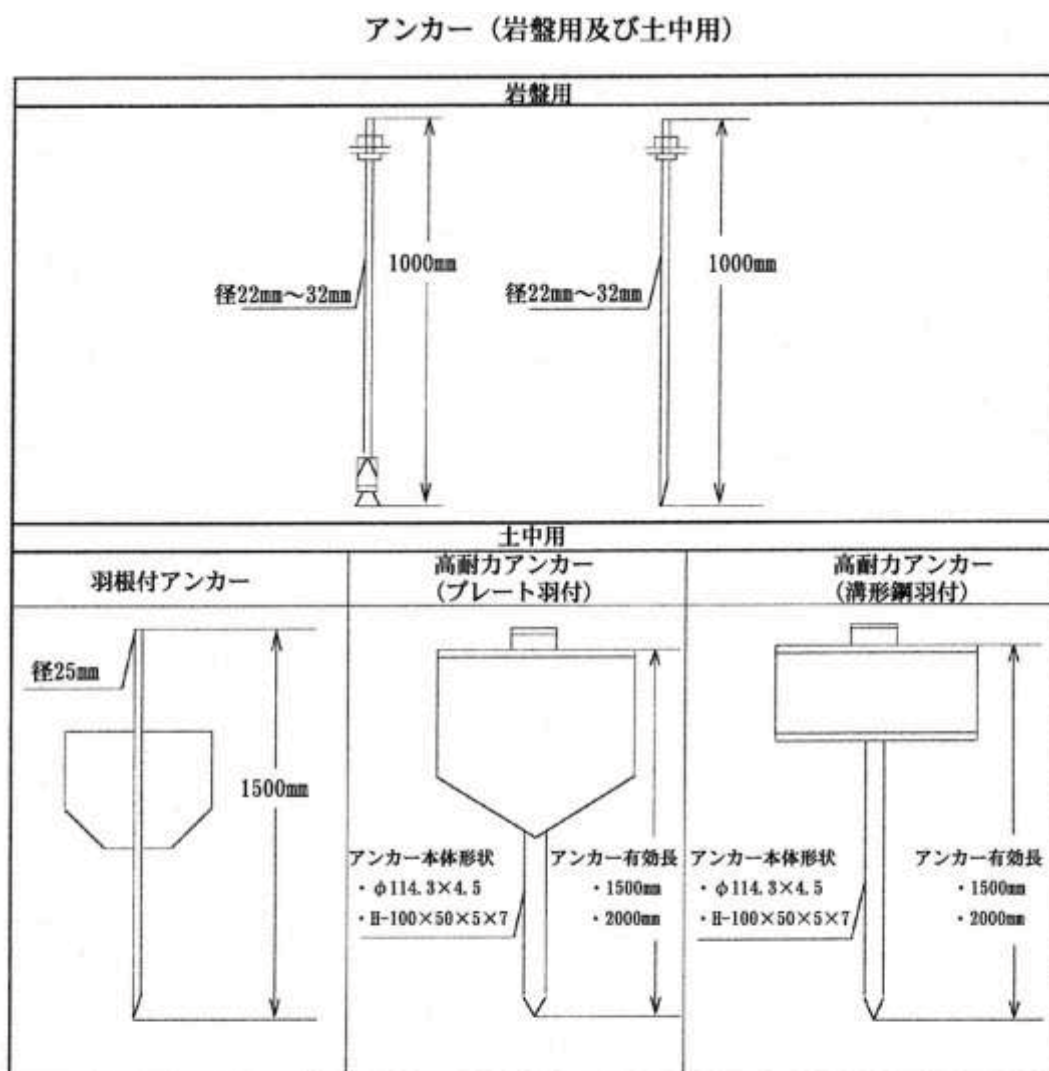 アンカー（岩盤用及び土中用）
岩盤用
1000mm
径22mm～32mm
1000mm
径22mm～32mm
土中用
羽根付アンカー
高耐力アンカー
（プレート羽付）
高耐力アンカー
（溝形鋼羽付）
径25mm
1500mm
アンカー本体形状
・φ114.3×4.5
・H-100×50×5×7
アンカー有効長
・1500mm
・2000mm
アンカー本体形状
・φ114.3×4.5
・H-100×50×5×7
アンカー有効長
・1500mm
・2000mm